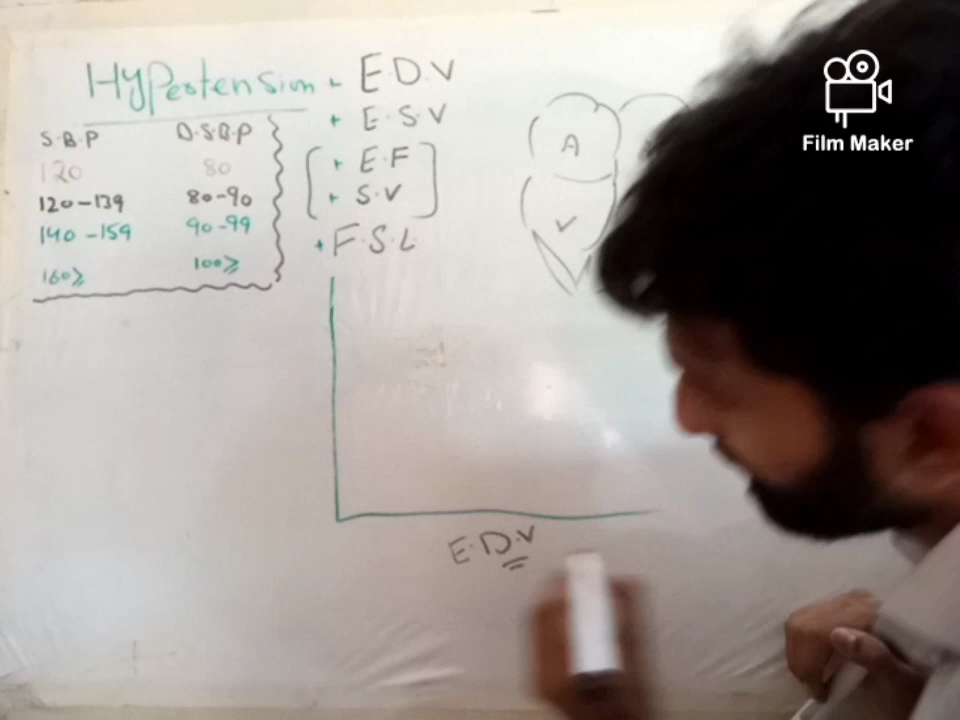 Hypertension
S.B.P D.S.B.P
120 80
120-139 80-90
140-159 90-99
160≥ 100≥
+ E.D.V
+ E.S.V
+ E.F
+ S.V
+ F.S.L
A
V
E.D.V
Film Maker